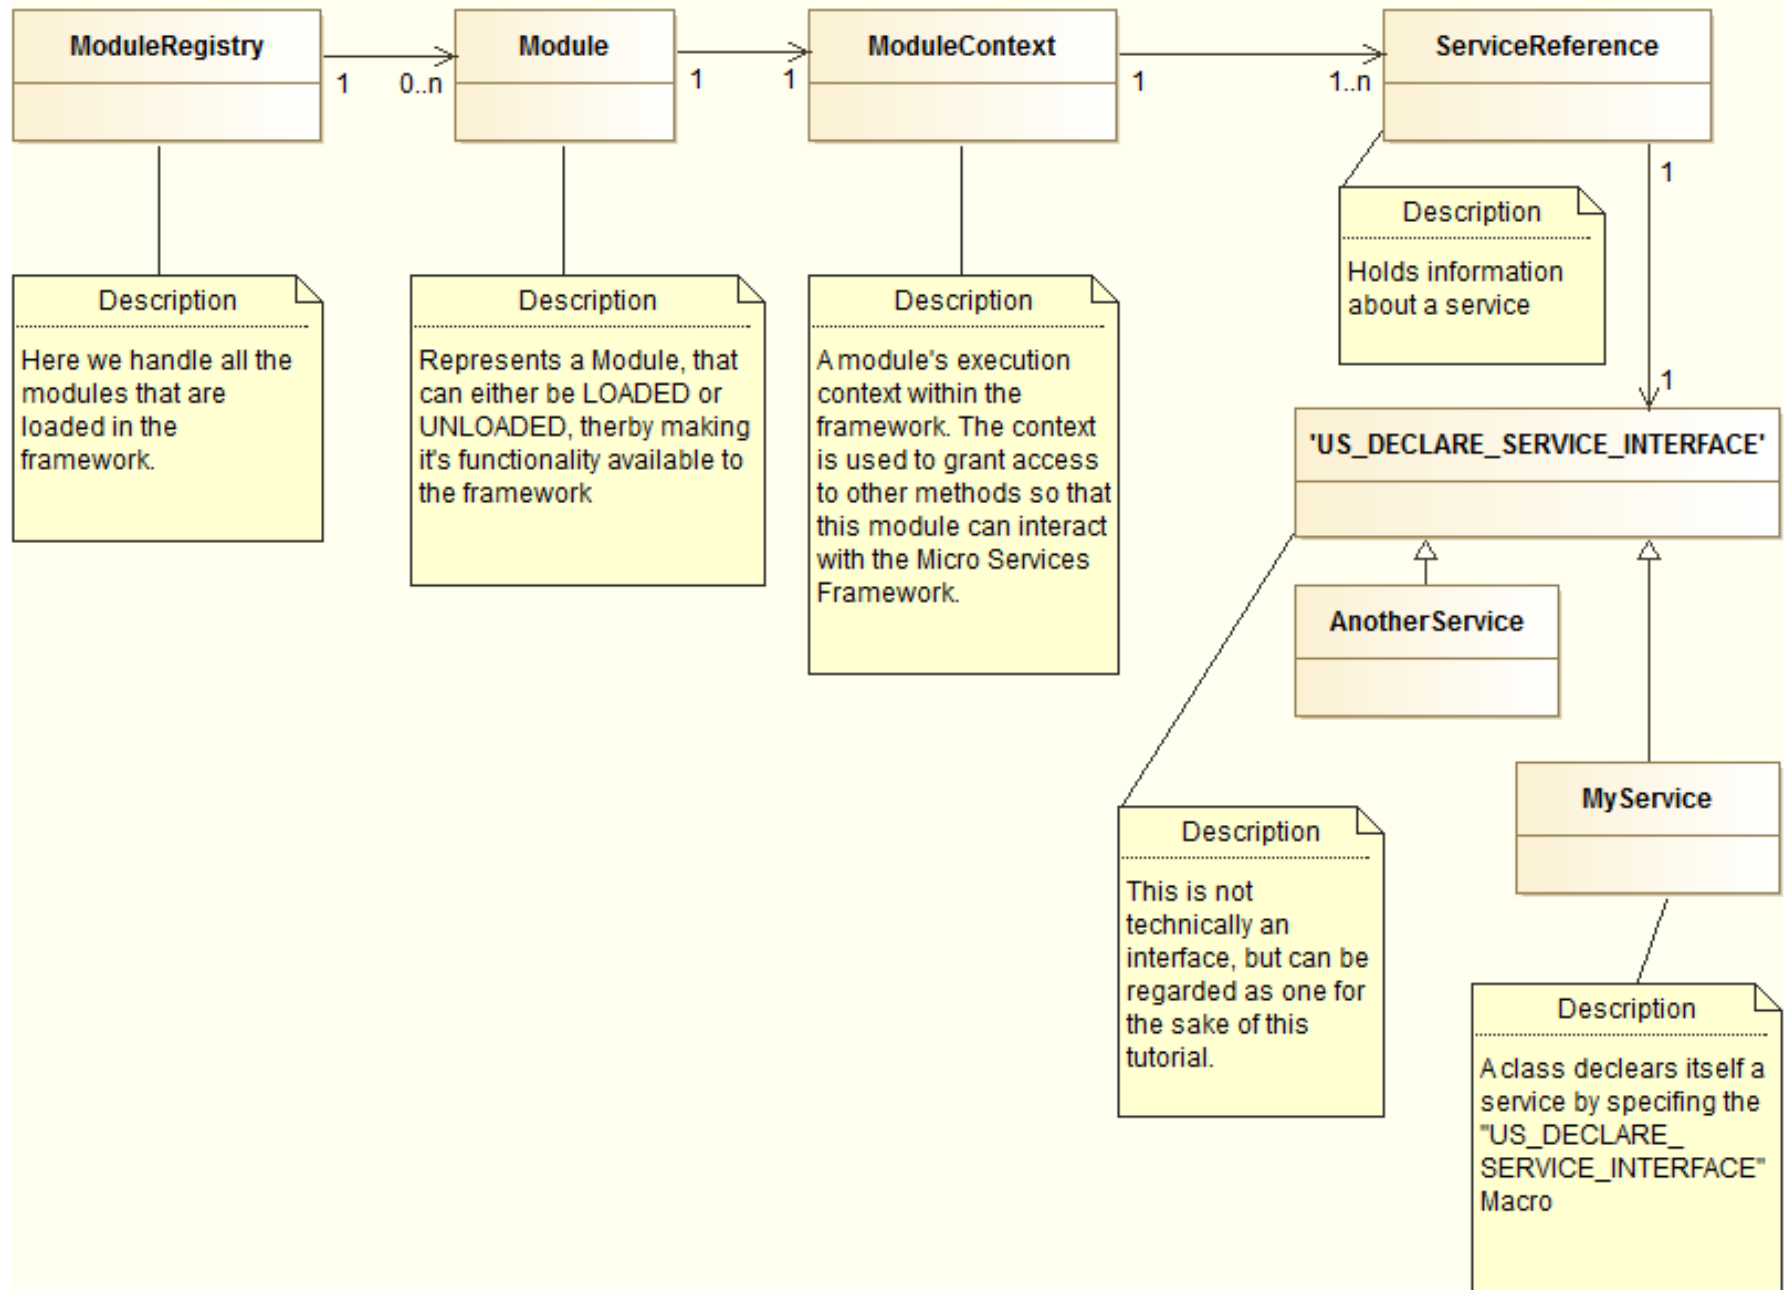 ModuleRegistry
1
0..n
Module
1
1
ModuleContext
1
1..n
ServiceReference
1
1
Description
Here we handle all the
modules that are
loaded in the
framework.
Description
Represents a Module, that
can either be LOADED or
UNLOADED, therby making
it's functionality available to
the framework
Description
A module's execution
context within the
framework. The context
is used to grant access
to other methods so that
this module can interact
with the Micro Services
Framework.
Description
Holds information
about a service
'US_DECLARE_SERVICE_INTERFACE'
AnotherService
MyService
Description
This is not
technically an
interface, but can be
regarded as one for
the sake of this
tutorial.
Description
A class declears itself a
service by specifing the
"US_DECLARE_
SERVICE_INTERFACE"
Macro